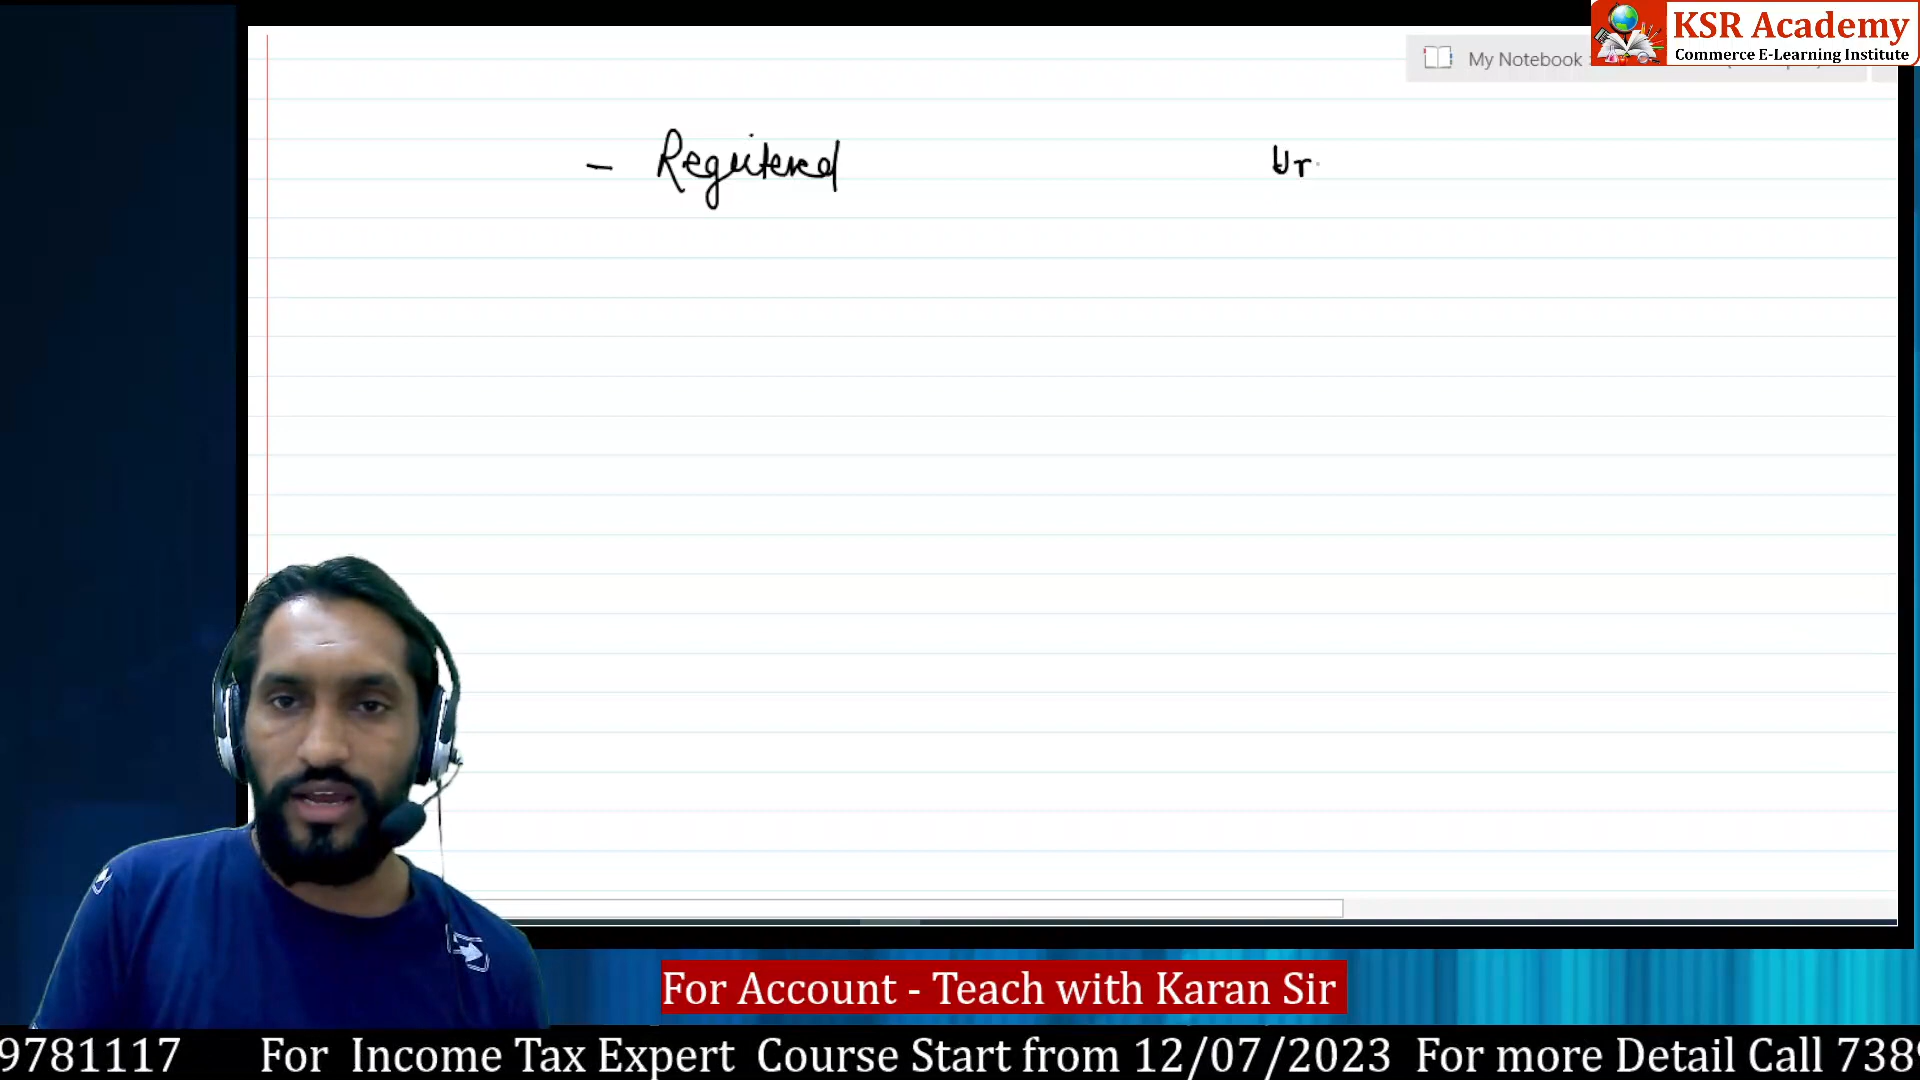 KSR Academy
Commerce E-Learning Institute
My Notebook
- Registered
Ur
For Account - Teach with Karan Sir
9781117 For Income Tax Expert Course Start from 12/07/2023 For more Detail Call 738